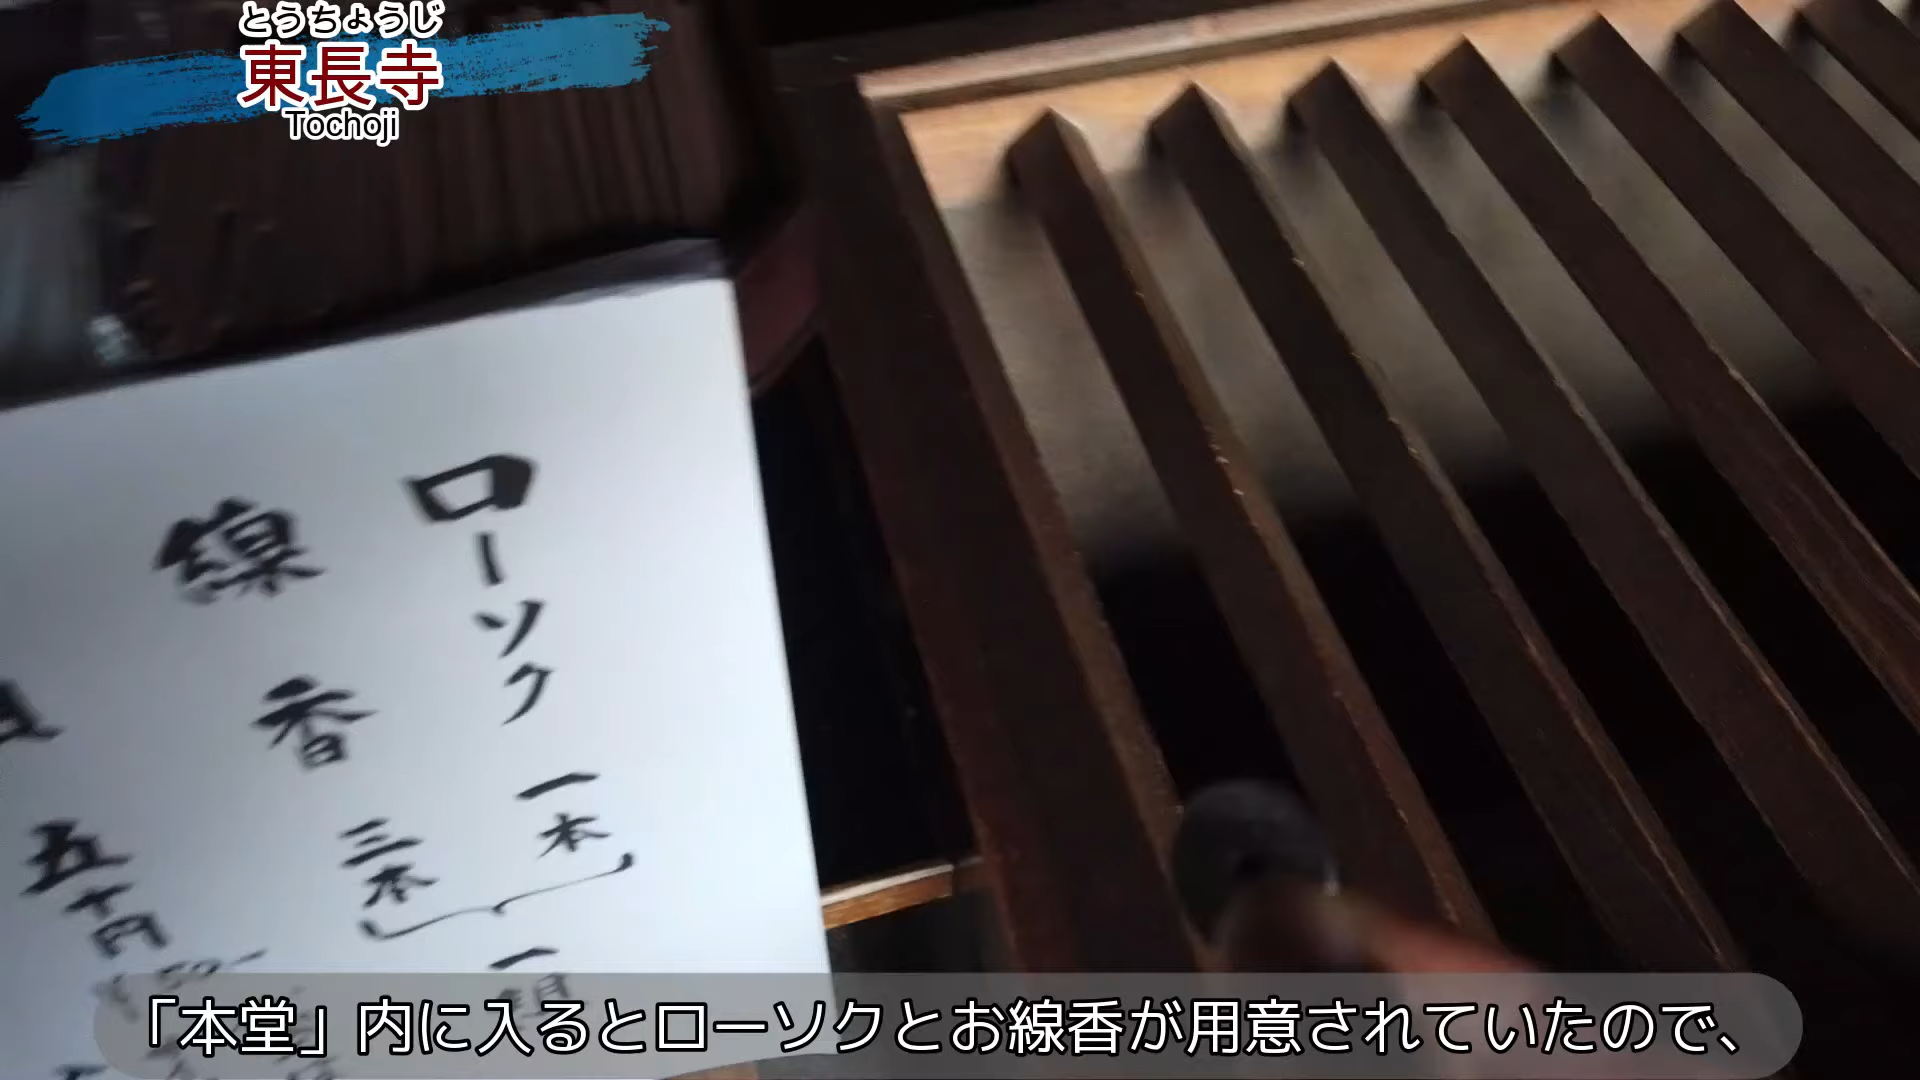 とうちょうじ
東長寺
Tochoji
ローソク 一本
線香 三本
一組
五十円
「本堂」内に入るとローソクとお線香が用意されていたので、